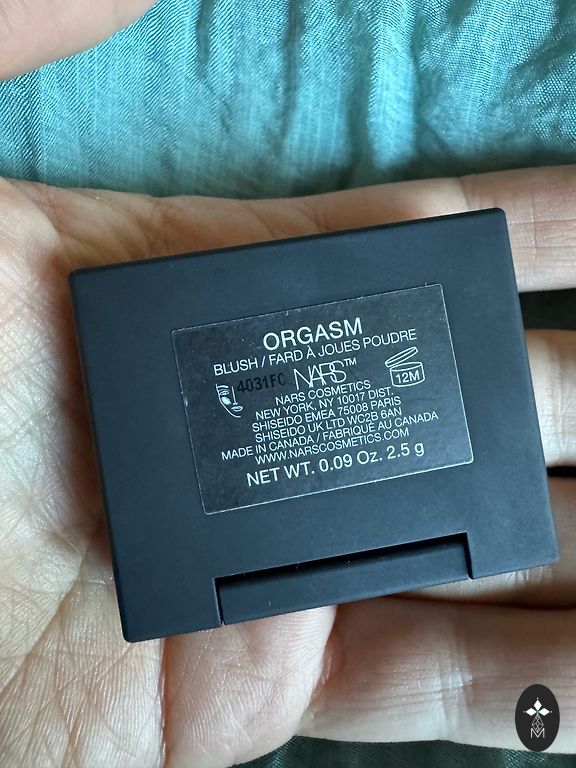 ORGASM
BLUSH / FARD À JOUES POUDRE
4031FC NARS™
12M
NARS COSMETICS
NEW YORK, NY 10017 DIST.
SHISEIDO EMEA 75008 PARIS
SHISEIDO UK LTD WC2B 6AN
MADE IN CANADA / FABRIQUÉ AU CANADA
WWW.NARSCOSMETICS.COM
NET WT. 0.09 Oz. 2.5 g
M